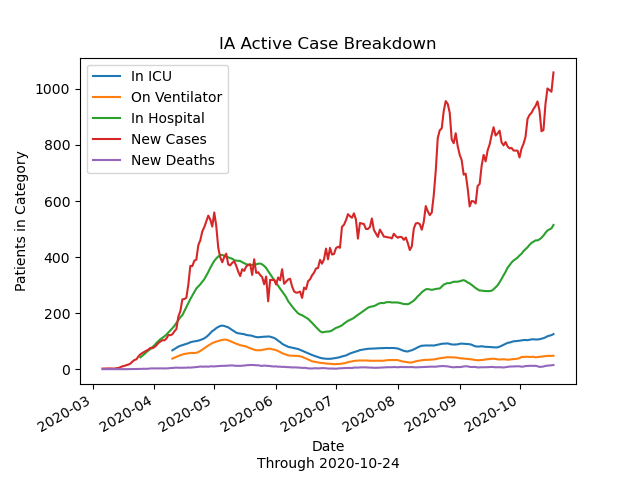 IA Active Case Breakdown
In ICU
On Ventilator
In Hospital
New Cases
New Deaths
Patients in Category
1000
800
600
400
200
0
2020-03
2020-04
2020-05
2020-06
2020-07
2020-08
2020-09
2020-10
Date
Through 2020-10-24